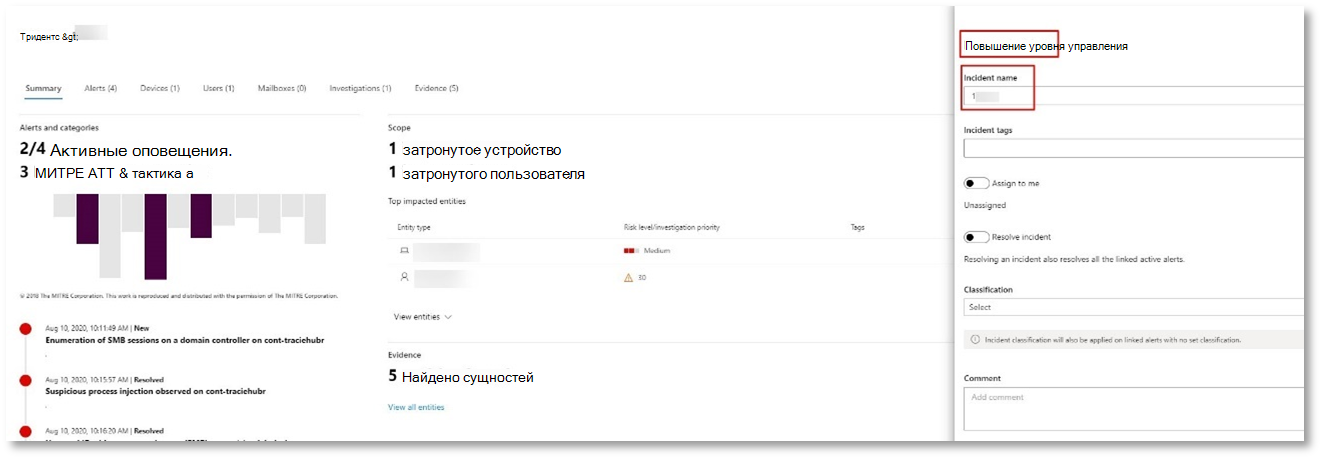 Тридентс &gt;
Summary Alerts (4) Devices (1) Users (1) Mailboxes (0) Investigations (1) Evidence (5)
Alerts and categories
2/4 Активные оповещения.
3 МИТРЕ АТТ & тактика а
© 2018 The MITRE Corporation. This work is reproduced and distributed with the permission of The MITRE Corporation.
Aug 10, 2020, 10:11:49 AM | New
Enumeration of SMB sessions on a domain controller on cont-traciehubr
Aug 10, 2020, 10:15:57 AM | Resolved
Suspicious process injection observed on cont-traciehubr
Aug 10, 2020, 10:16:20 AM | Resolved
Scope
1 затронутое устройство
1 затронутого пользователя
Top impacted entities
Entity type Risk level/investigation priority Tags
Medium
30
View entities
Evidence
5 Найдено сущностей
View all entities
Повышение уровня управления
Incident name
1
Incident tags
Assign to me
Unassigned
Resolve incident
Resolving an incident also resolves all the linked active alerts.
Classification
Select
Incident classification will also be applied on linked alerts with no set classification.
Comment
Add comment